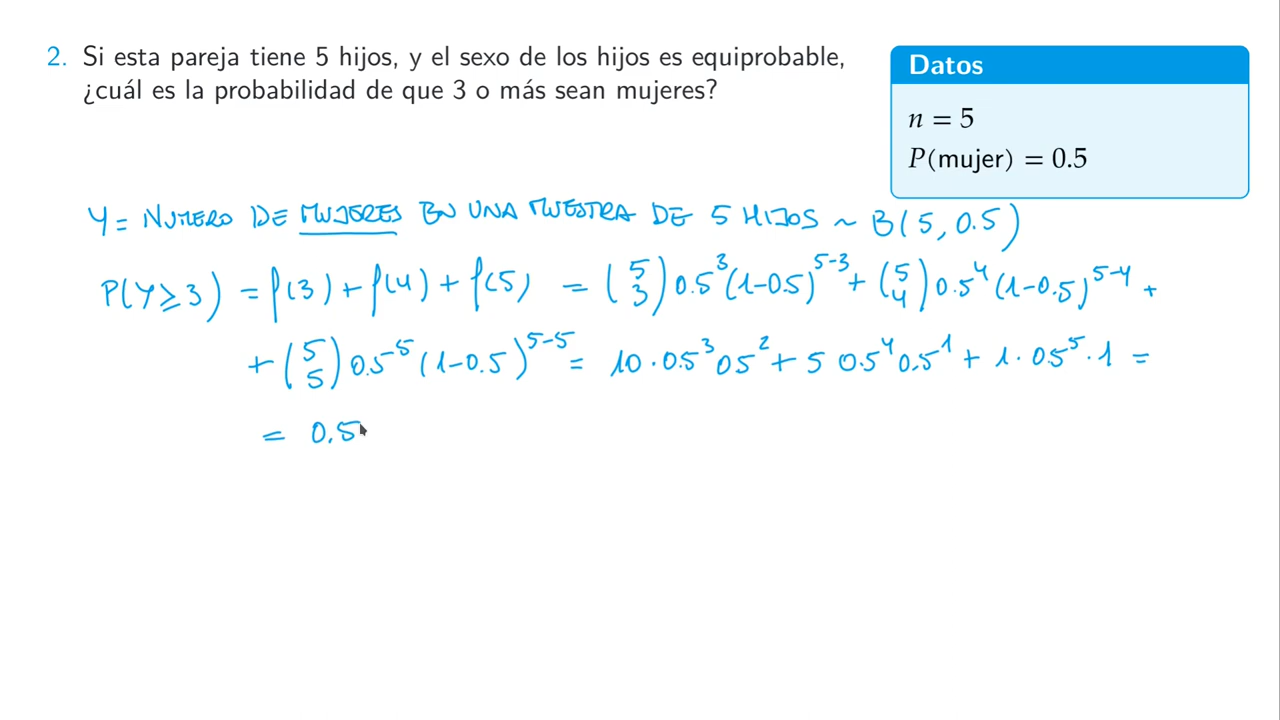 2. Si esta pareja tiene 5 hijos, y el sexo de los hijos es equiprobable,
¿cuál es la probabilidad de que 3 o más sean mujeres?
Datos
n = 5
P(mujer) = 0.5
Y = NUMERO DE MUJERES EN UNA MUESTRA DE 5 HIJOS ~ B(5, 0.5)
P(Y≥3) = f(3) + f(4) + f(5) = (5 3) 0.5^3 (1-0.5)^5-3 + (5 4) 0.5^4 (1-0.5)^5-4 +
+ (5 5) 0.5^5 (1-0.5)^5-5 = 10 · 0.5^3 0.5^2 + 5 0.5^4 0.5^1 + 1 · 0.5^5 · 1 =
= 0.5